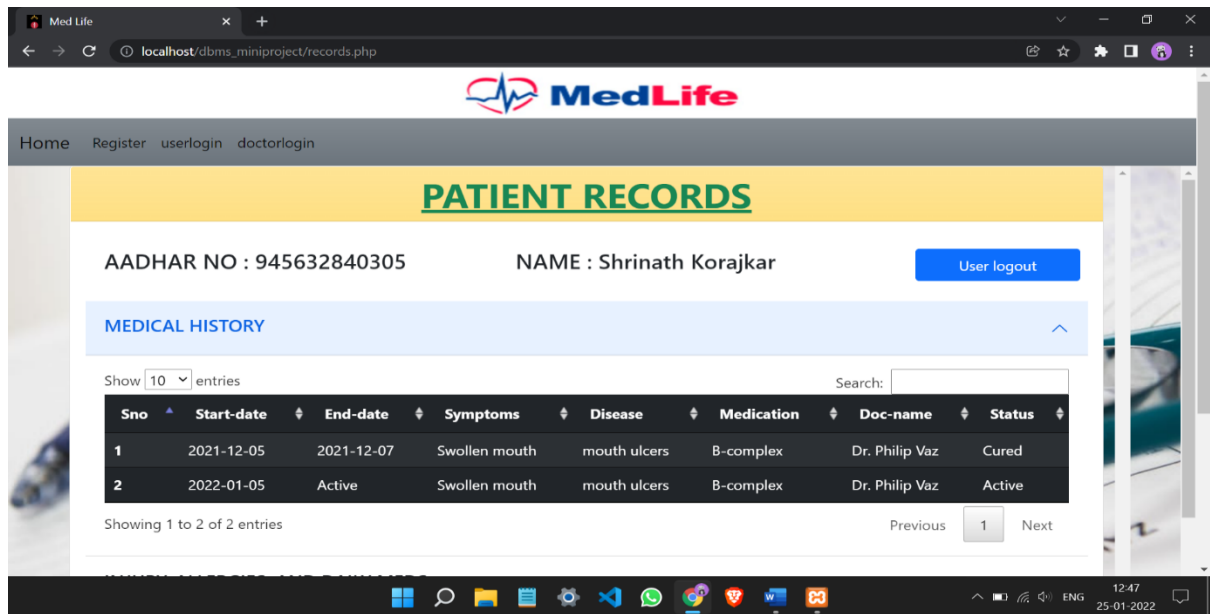 Med Life
localhost/dbms_miniproject/records.php
MedLife
Home Register userlogin doctorlogin
PATIENT RECORDS
AADHAR NO : 945632840305 NAME : Shrinath Korajkar User logout
MEDICAL HISTORY
Show 10 entries Search:
Sno Start-date End-date Symptoms Disease Medication Doc-name Status
1 2021-12-05 2021-12-07 Swollen mouth mouth ulcers B-complex Dr. Philip Vaz Cured
2 2022-01-05 Active Swollen mouth mouth ulcers B-complex Dr. Philip Vaz Active
Showing 1 to 2 of 2 entries Previous 1 Next
ENG 12:47
25-01-2022